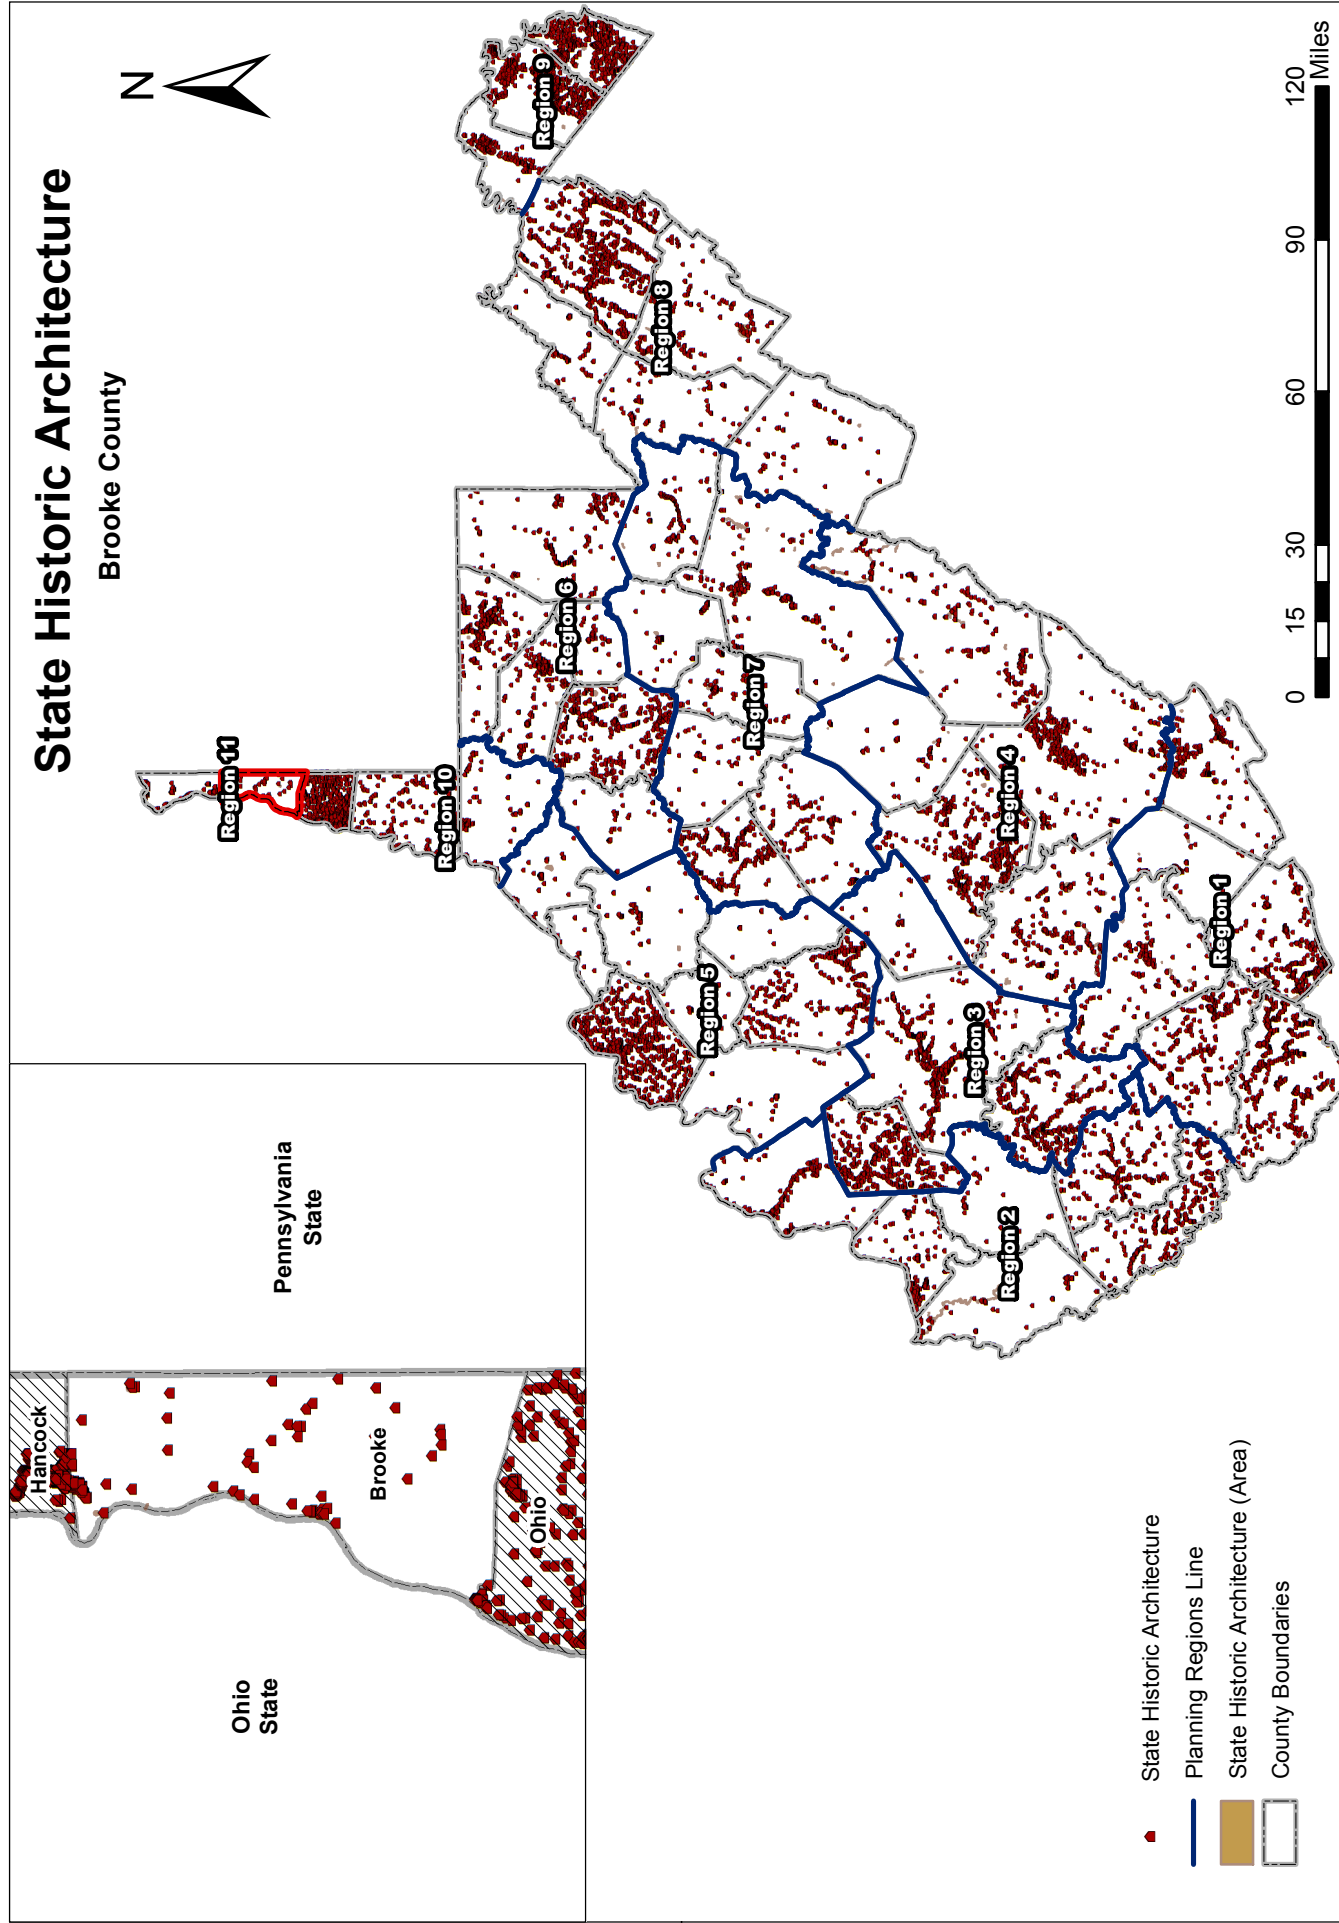 State Historic Architecture
Brooke County
N
Pennsylvania
State
Ohio
State
Hancock
Brooke
Ohio
Region 11
Region 10
Region 9
Region 8
Region 6
Region 7
Region 5
Region 4
Region 3
Region 2
Region 1
State Historic Architecture
Planning Regions Line
State Historic Architecture (Area)
County Boundaries
0 15 30 60 90 120
Miles